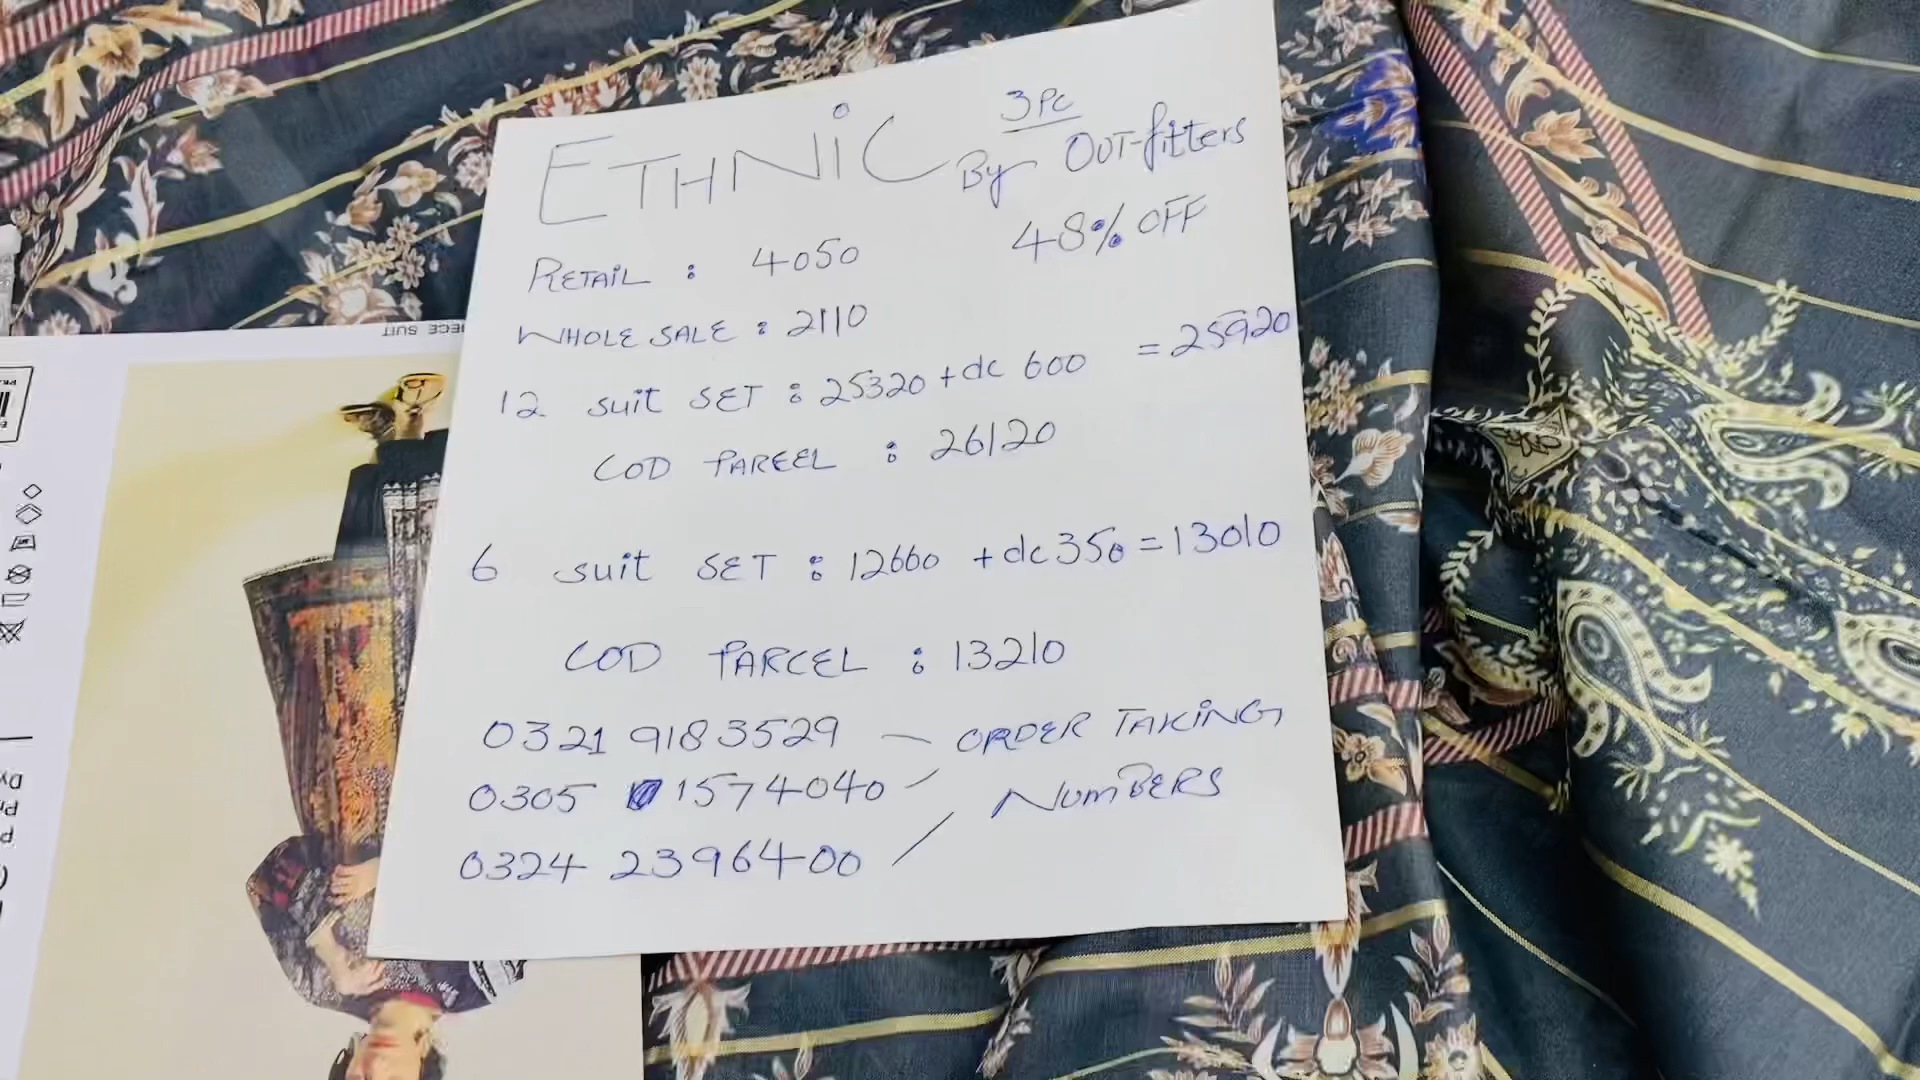 ETHNiC 3PC
By OUT-fitters
48% OFF
RETAiL : 4050
WHOLE SALE : 2110
12 suit SET : 25320 + dc 600 = 25920
COD PARCEL : 26120
6 suit SET : 12660 + dc 350 = 13010
COD PARCEL : 13210
0321 9183529 — ORDER TAKING
0305 1574040 — NUMBERS
0324 2396400 —
ECE SUIT